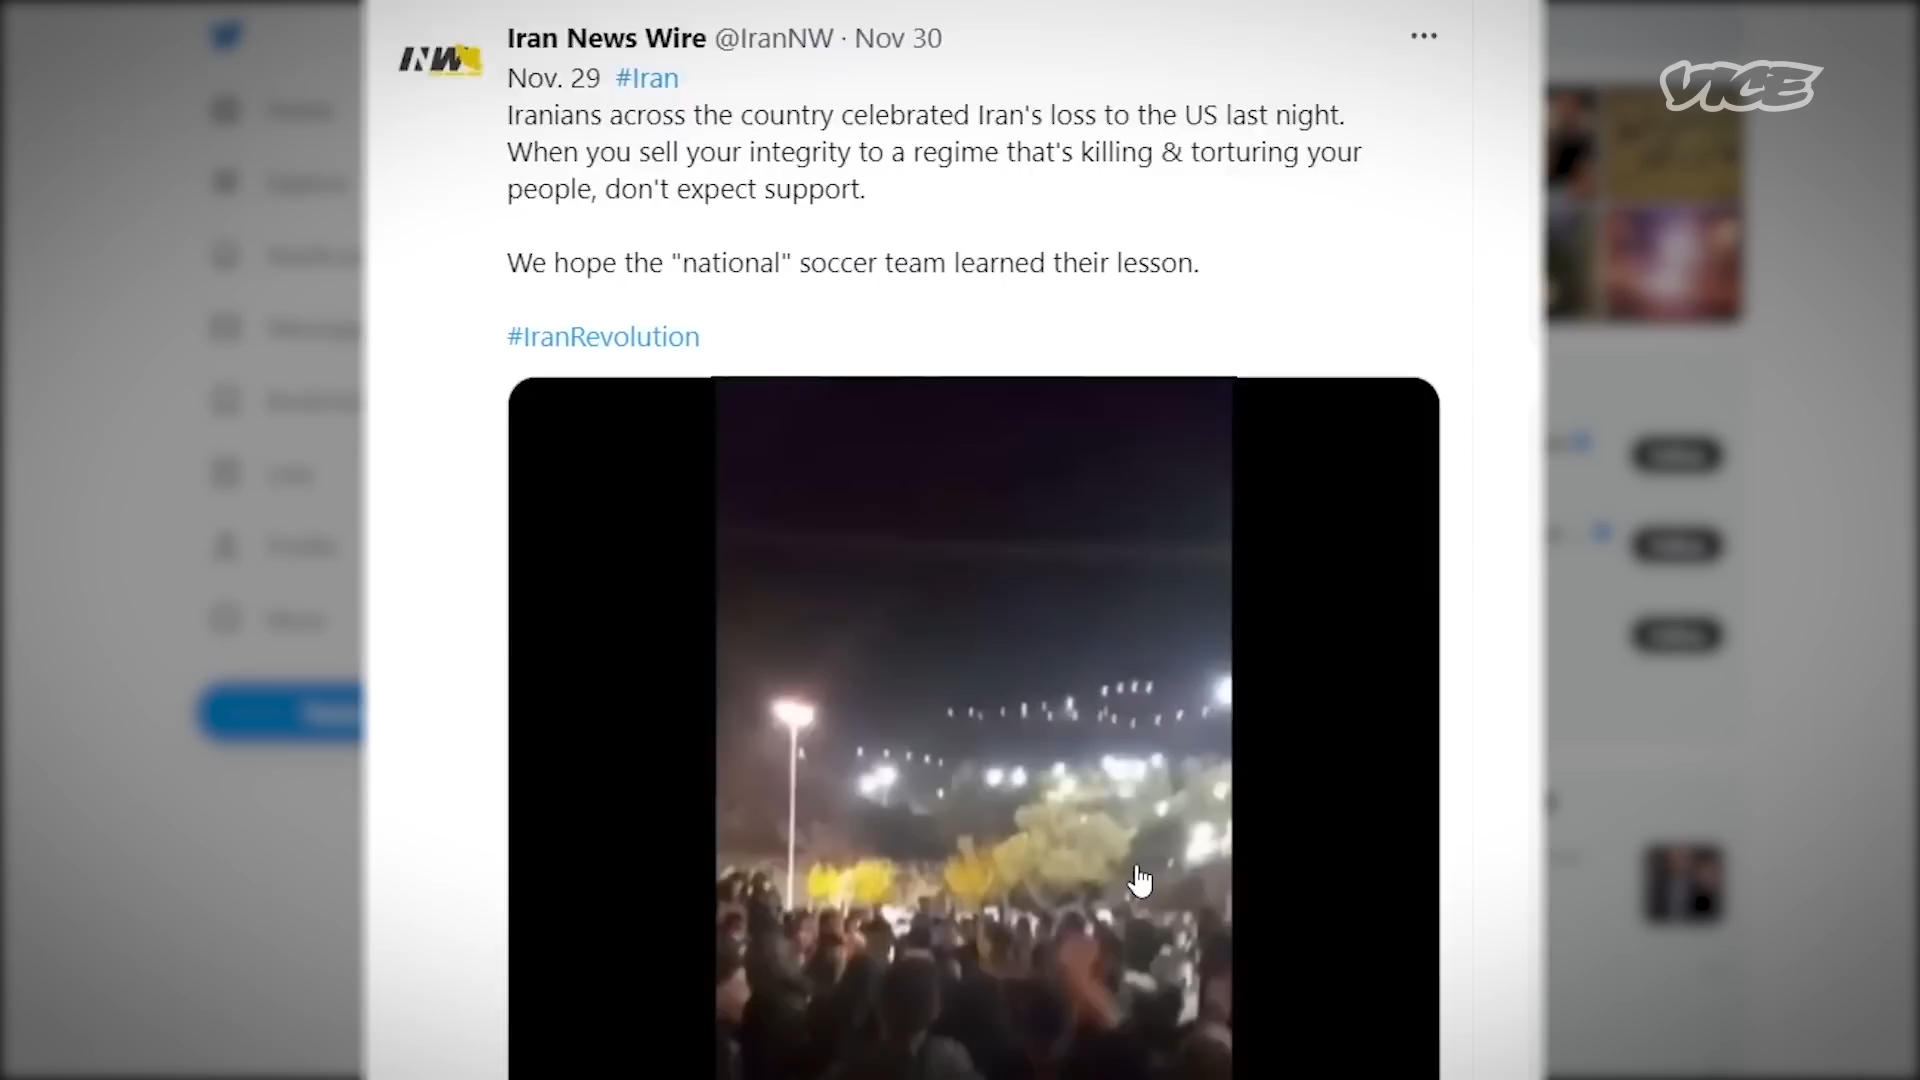 Iran News Wire @IranNW · Nov 30
Nov. 29 #Iran
Iranians across the country celebrated Iran's loss to the US last night.
When you sell your integrity to a regime that's killing & torturing your
people, don't expect support.
We hope the "national" soccer team learned their lesson.
#IranRevolution
VICE
NW